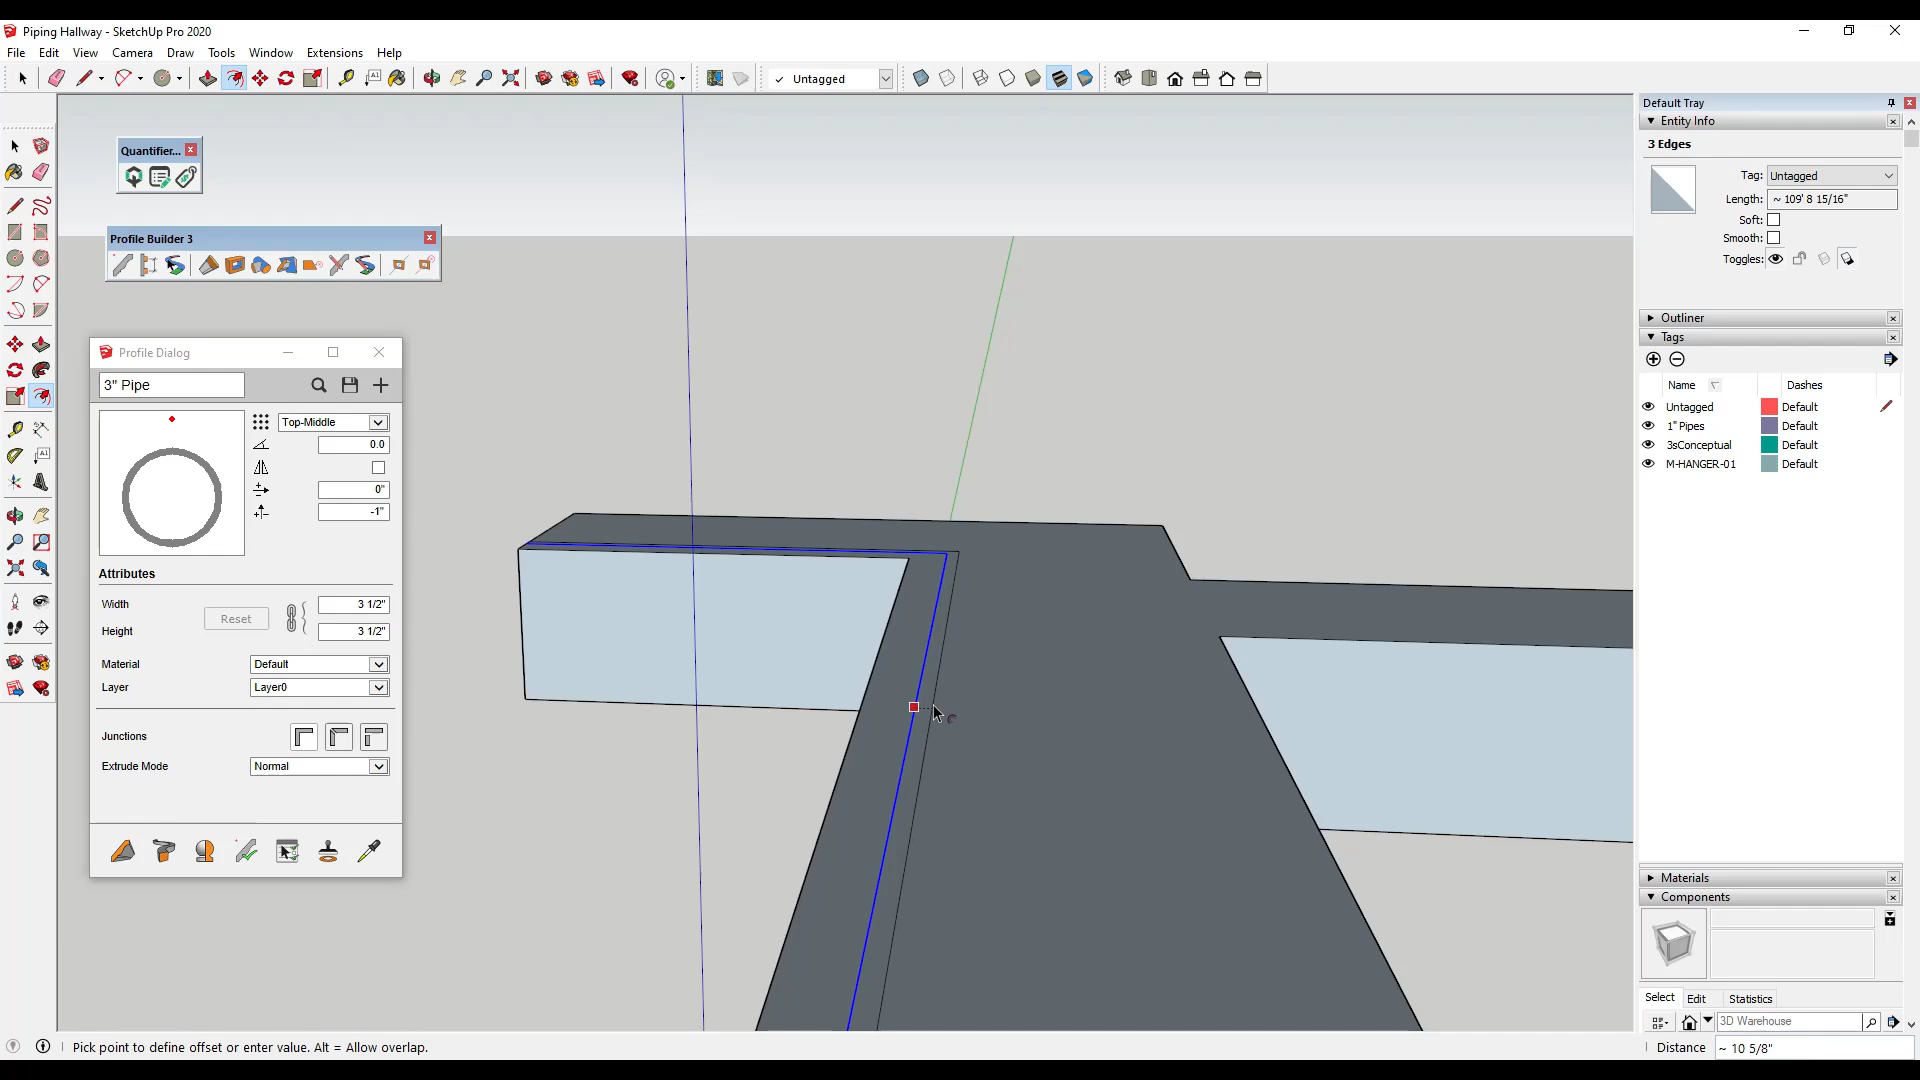 Piping Hallway - SketchUp Pro 2020
File Edit View Camera Draw Tools Window Extensions Help
Untagged
Default Tray
Entity Info
3 Edges
Tag: Untagged
Length: ~ 109' 8 15/16"
Soft:
Smooth:
Toggles:
Outliner
Tags
Name Dashes
Untagged Default
1" Pipes Default
3sConceptual Default
M-HANGER-01 Default
Materials
Components
Select Edit Statistics
3D Warehouse
Quantifier...
Profile Builder 3
Profile Dialog
3" Pipe
Top-Middle
0.0
0"
-1"
Attributes
Width 3 1/2"
Reset
Height 3 1/2"
Material Default
Layer Layer0
Junctions
Extrude Mode Normal
Pick point to define offset or enter value. Alt = Allow overlap.
Distance ~ 10 5/8"